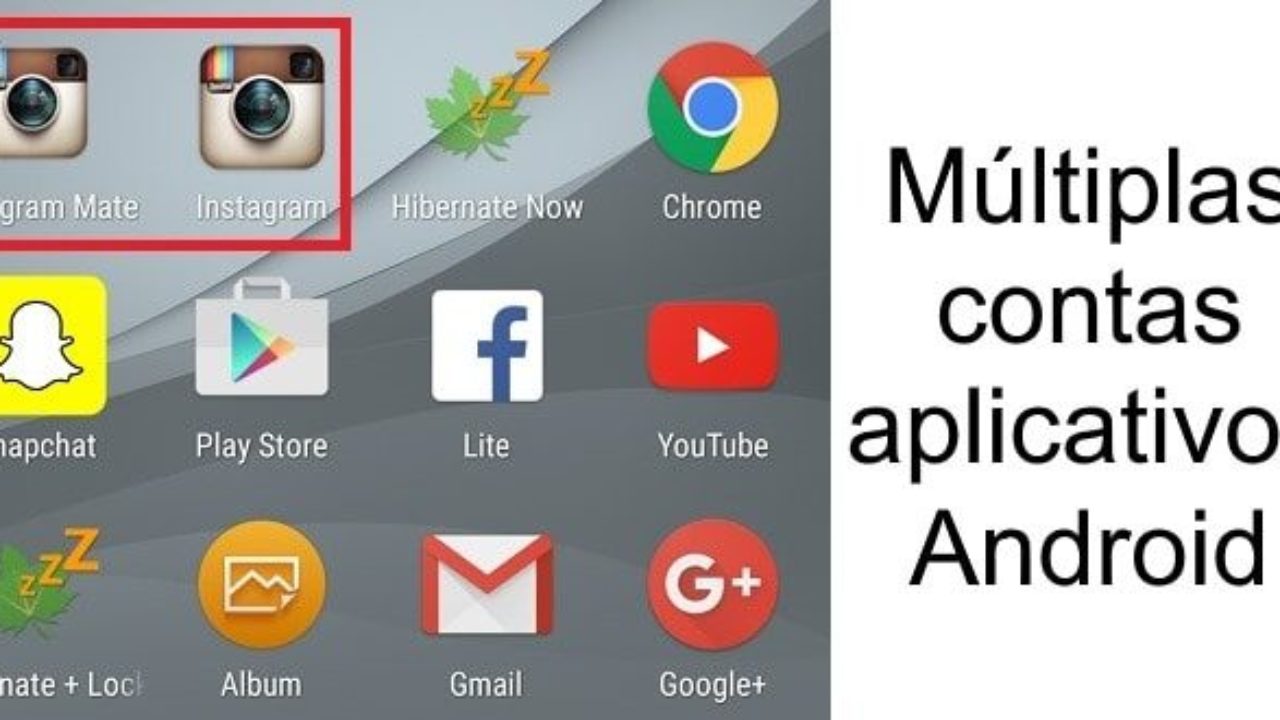 gram Mate
Instagram
Hibernate Now
Chrome
napchat
Play Store
Lite
YouTube
nate + Loc
Album
Gmail
Google+
Múltiplas
contas
aplicativo
Android